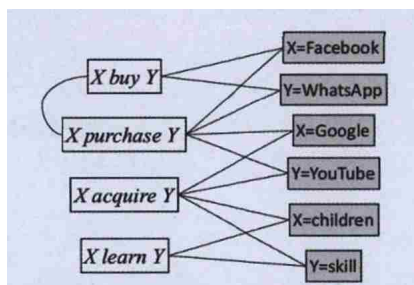 X buy Y
X purchase Y
X acquire Y
X learn Y
X=Facebook
Y=WhatsApp
X=Google
Y=YouTube
X=children
Y=skill